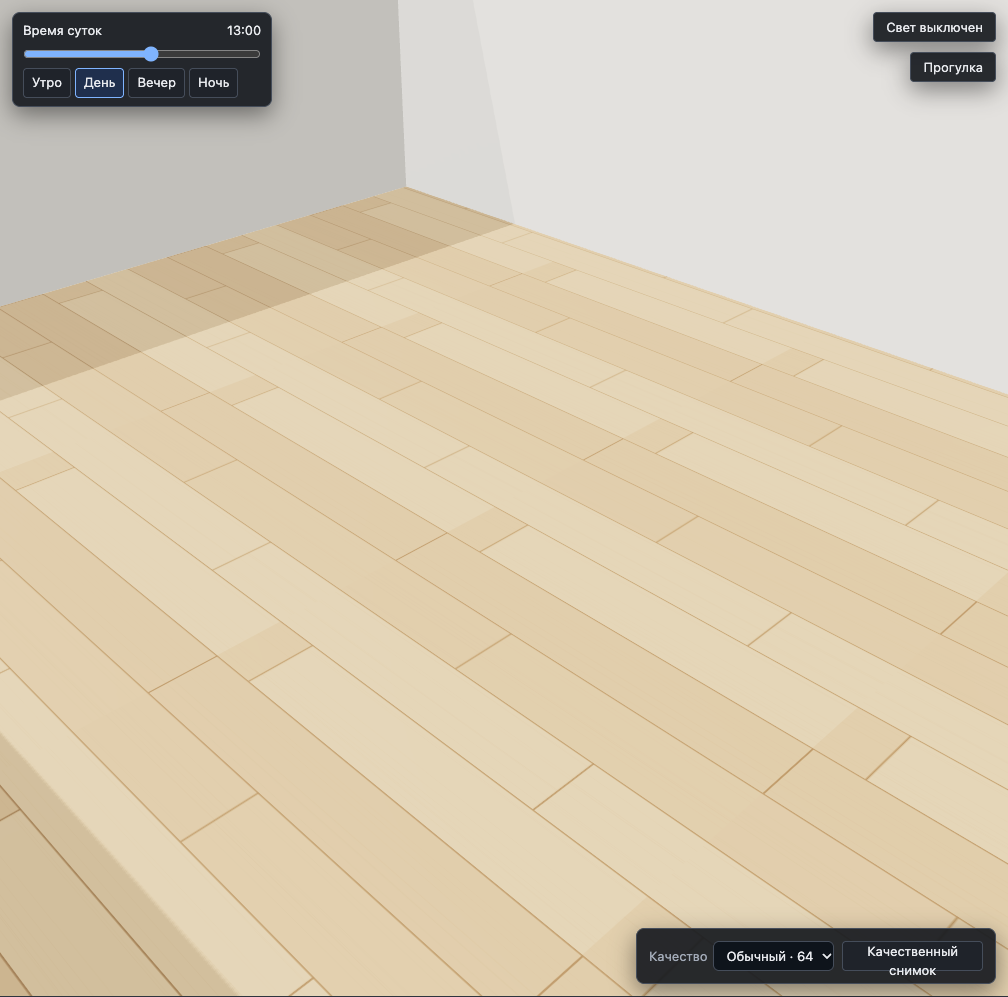 Время суток 13:00
Утро День Вечер Ночь
Свет выключен
Прогулка
Качество Обычный · 64 Качественный
снимок